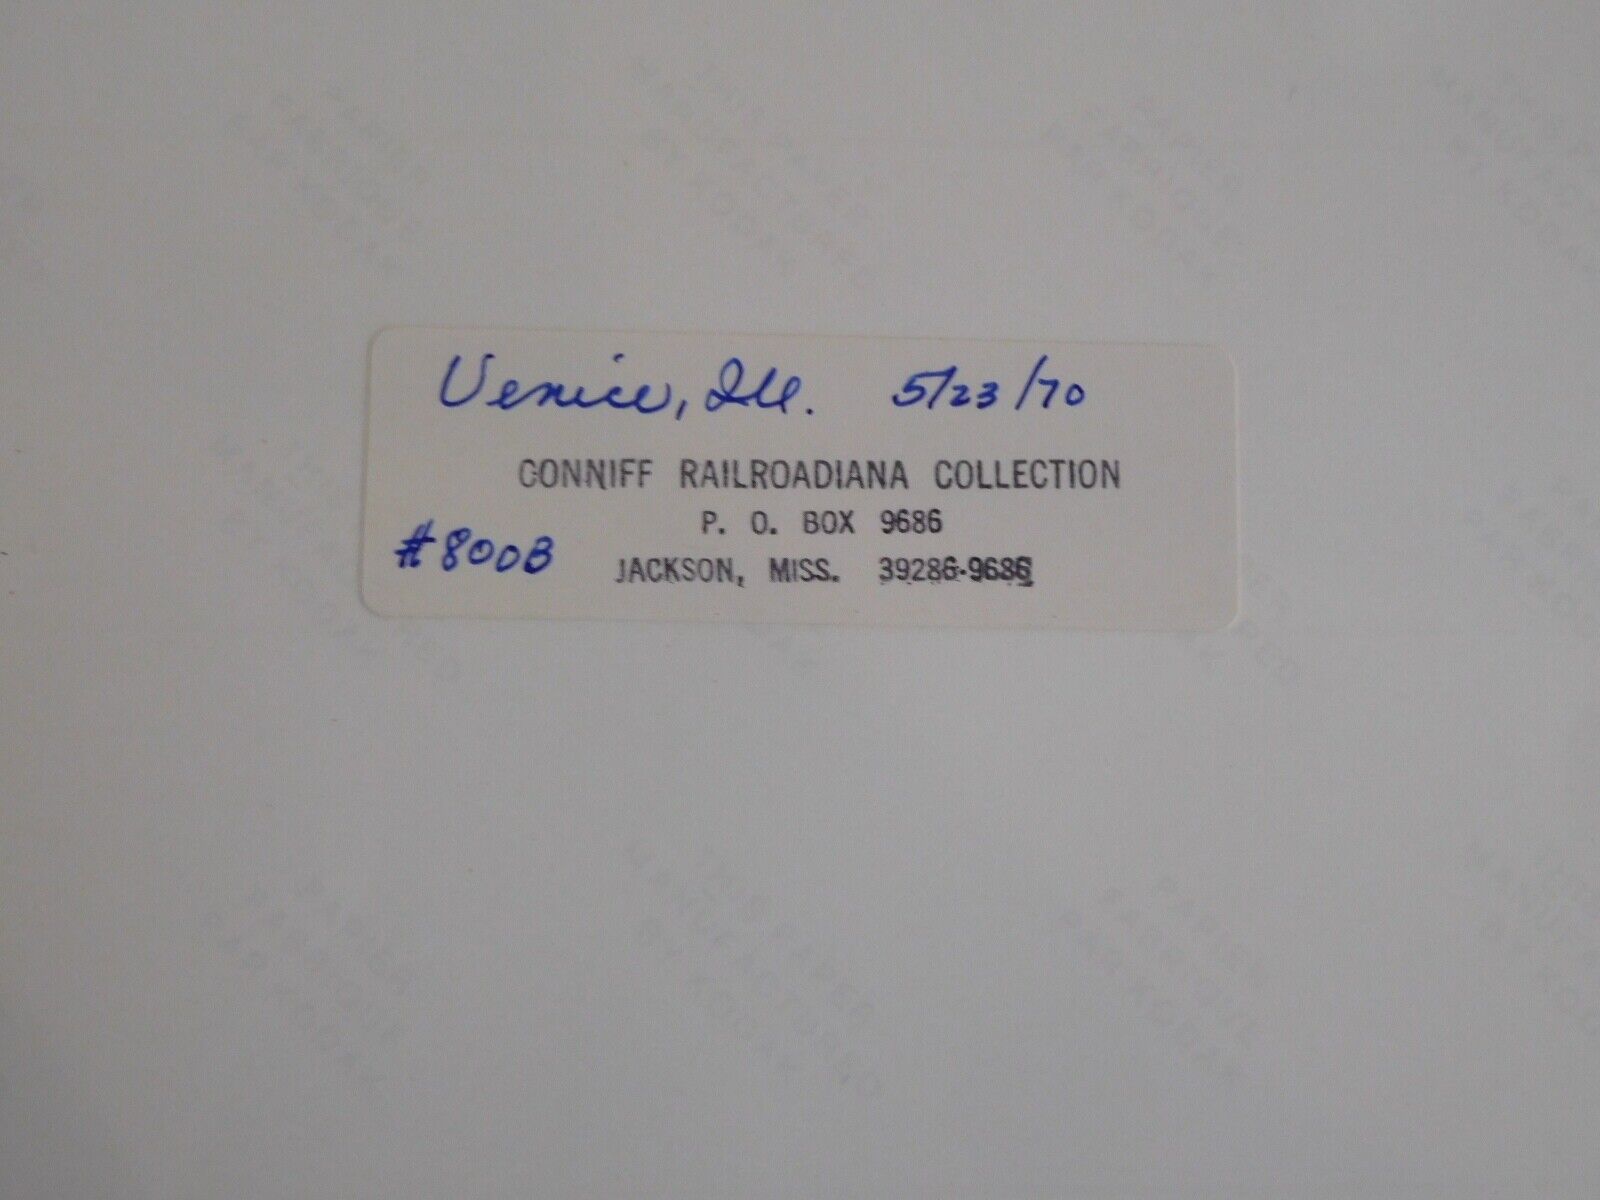 Venice, Ill. 5/23/70
CONNIFF RAILROADIANA COLLECTION
P. O. BOX 9686
#800B
JACKSON, MISS. 39286-9686